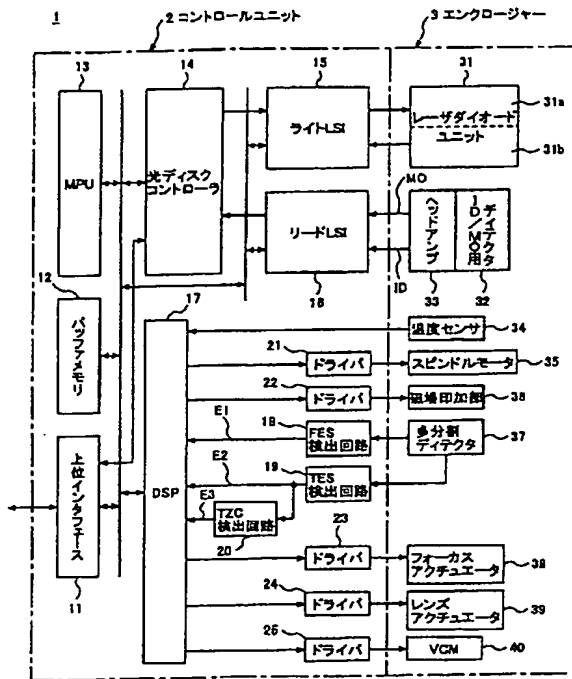 1
2 コントロールユニット
3 エンクロージャー
13
14
15
31
MPU
光ディスク
コントローラ
ライトLSI
レーザダイオード
ユニット
31a
31b
MO
リードLSI
ID
ヘッドアンプ
ID/MO用
ディテクタ
12
16
33
32
バッファメモリ
17
温度センサ
34
21
ドライバ
スピンドルモータ
35
22
ドライバ
磁場印加部
36
E1
18
FES
検出回路
多分割
ディテクタ
37
E2
19
TES
検出回路
上位インタフェース
DSP
E3
TZC
検出回路
20
23
ドライバ
フォーカス
アクチュエータ
38
11
24
ドライバ
レンズ
アクチュエータ
39
25
ドライバ
VCM
40